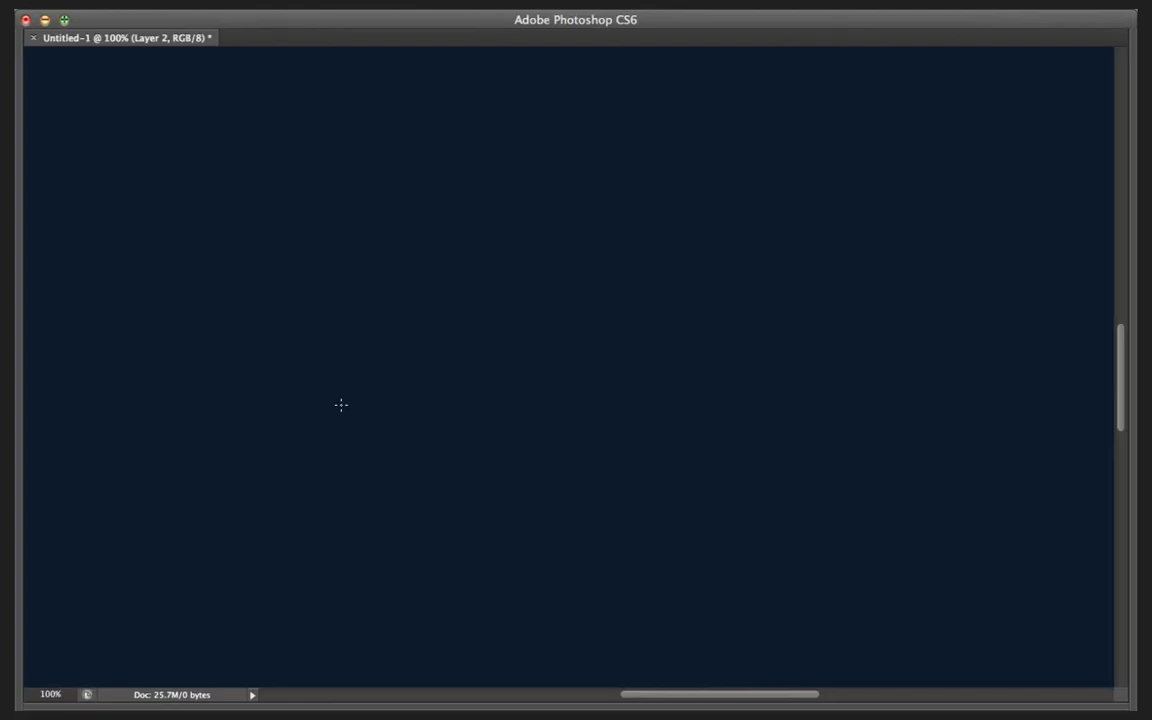 Adobe Photoshop CS6
Untitled-1 @ 100% (Layer 2, RGB/8) *
100%
Doc: 25.7M/0 bytes